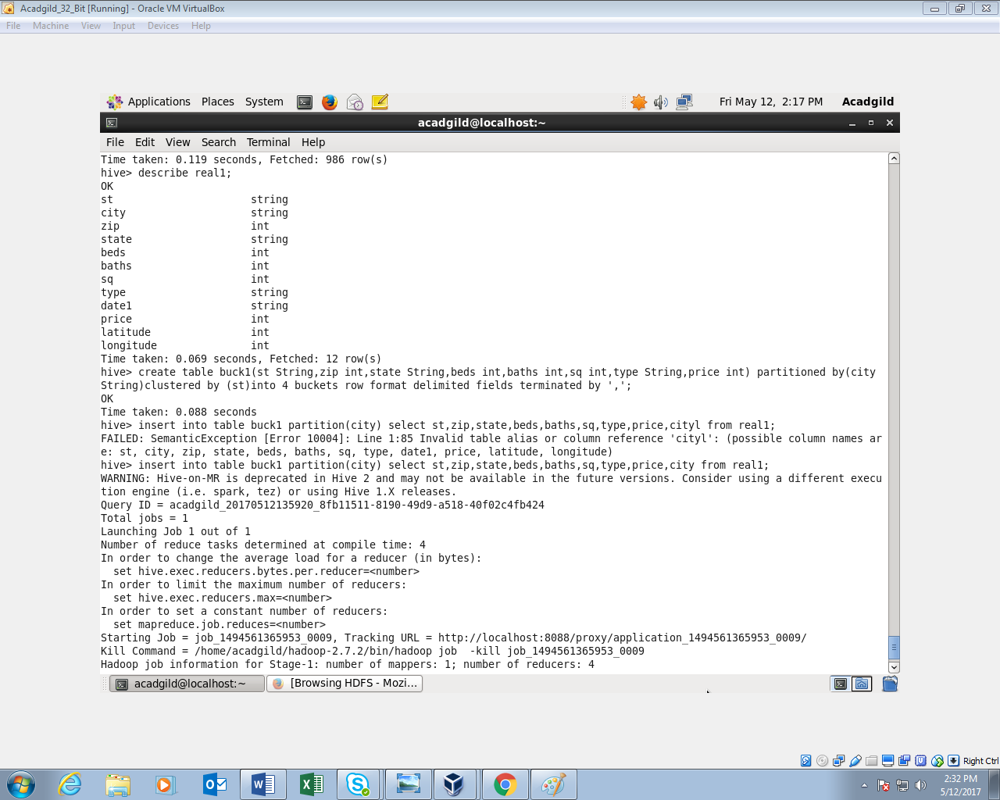 Acadgild_32_Bit [Running] - Oracle VM VirtualBox
File Machine View Input Devices Help
Applications Places System Fri May 12, 2:17 PM Acadgild
acadgild@localhost:~
File Edit View Search Terminal Help
Time taken: 0.119 seconds, Fetched: 986 row(s)
hive> describe real1;
OK
st string
city string
zip int
state string
beds int
baths int
sq int
type string
date1 string
price int
latitude int
longitude int
Time taken: 0.069 seconds, Fetched: 12 row(s)
hive> create table buck1(st String,zip int,state String,beds int,baths int,sq int,type String,price int) partitioned by(city
String)clustered by (st)into 4 buckets row format delimited fields terminated by ',';
OK
Time taken: 0.088 seconds
hive> insert into table buck1 partition(city) select st,zip,state,beds,baths,sq,type,price,cityl from real1;
FAILED: SemanticException [Error 10004]: Line 1:85 Invalid table alias or column reference 'cityl': (possible column names ar
e: st, city, zip, state, beds, baths, sq, type, date1, price, latitude, longitude)
hive> insert into table buck1 partition(city) select st,zip,state,beds,baths,sq,type,price,city from real1;
WARNING: Hive-on-MR is deprecated in Hive 2 and may not be available in the future versions. Consider using a different execu
tion engine (i.e. spark, tez) or using Hive 1.X releases.
Query ID = acadgild_20170512135920_8fb11511-8190-49d9-a518-40f02c4fb424
Total jobs = 1
Launching Job 1 out of 1
Number of reduce tasks determined at compile time: 4
In order to change the average load for a reducer (in bytes):
  set hive.exec.reducers.bytes.per.reducer=<number>
In order to limit the maximum number of reducers:
  set hive.exec.reducers.max=<number>
In order to set a constant number of reducers:
  set mapreduce.job.reduces=<number>
Starting Job = job_1494561365953_0009, Tracking URL = http://localhost:8088/proxy/application_1494561365953_0009/
Kill Command = /home/acadgild/hadoop-2.7.2/bin/hadoop job  -kill job_1494561365953_0009
Hadoop job information for Stage-1: number of mappers: 1; number of reducers: 4
acadgild@localhost:~ [Browsing HDFS - Mozi...
Right Ctrl
2:32 PM
5/12/2017